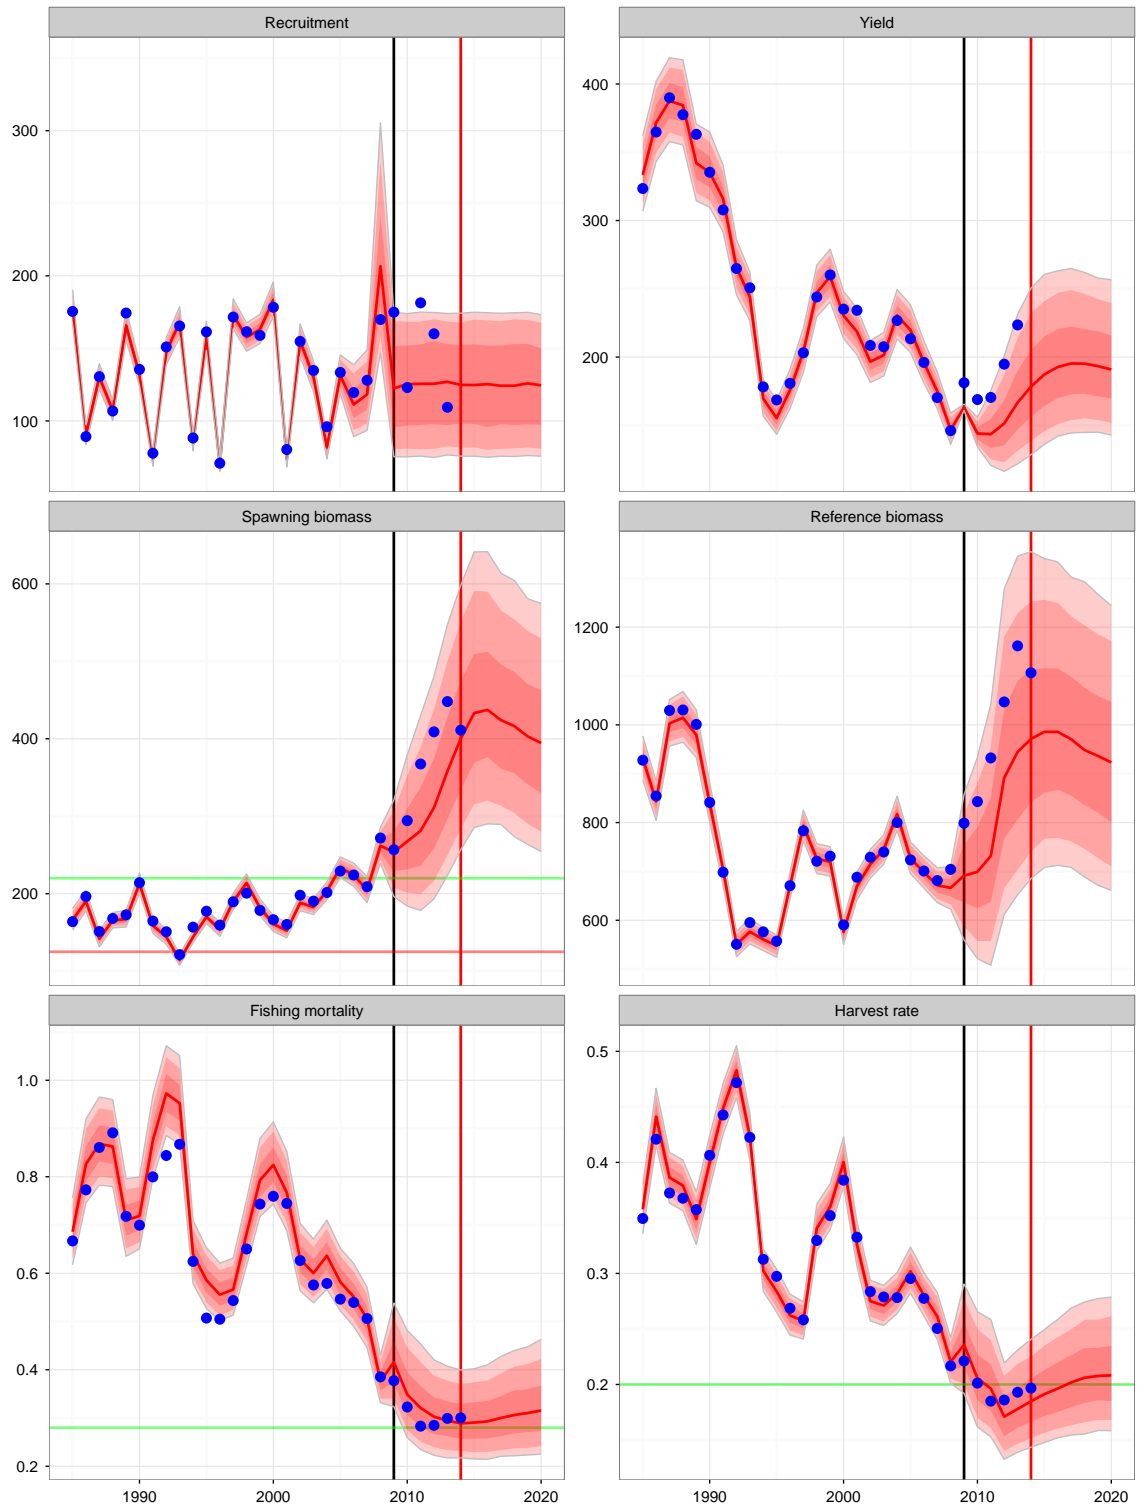 Recruitment
Yield
300
200
100
400
300
200
Spawning biomass
Reference biomass
600
400
200
1200
1000
800
600
Fishing mortality
Harvest rate
1.0
0.8
0.6
0.4
0.2
0.5
0.4
0.3
0.2
1990 2000 2010 2020
1990 2000 2010 2020